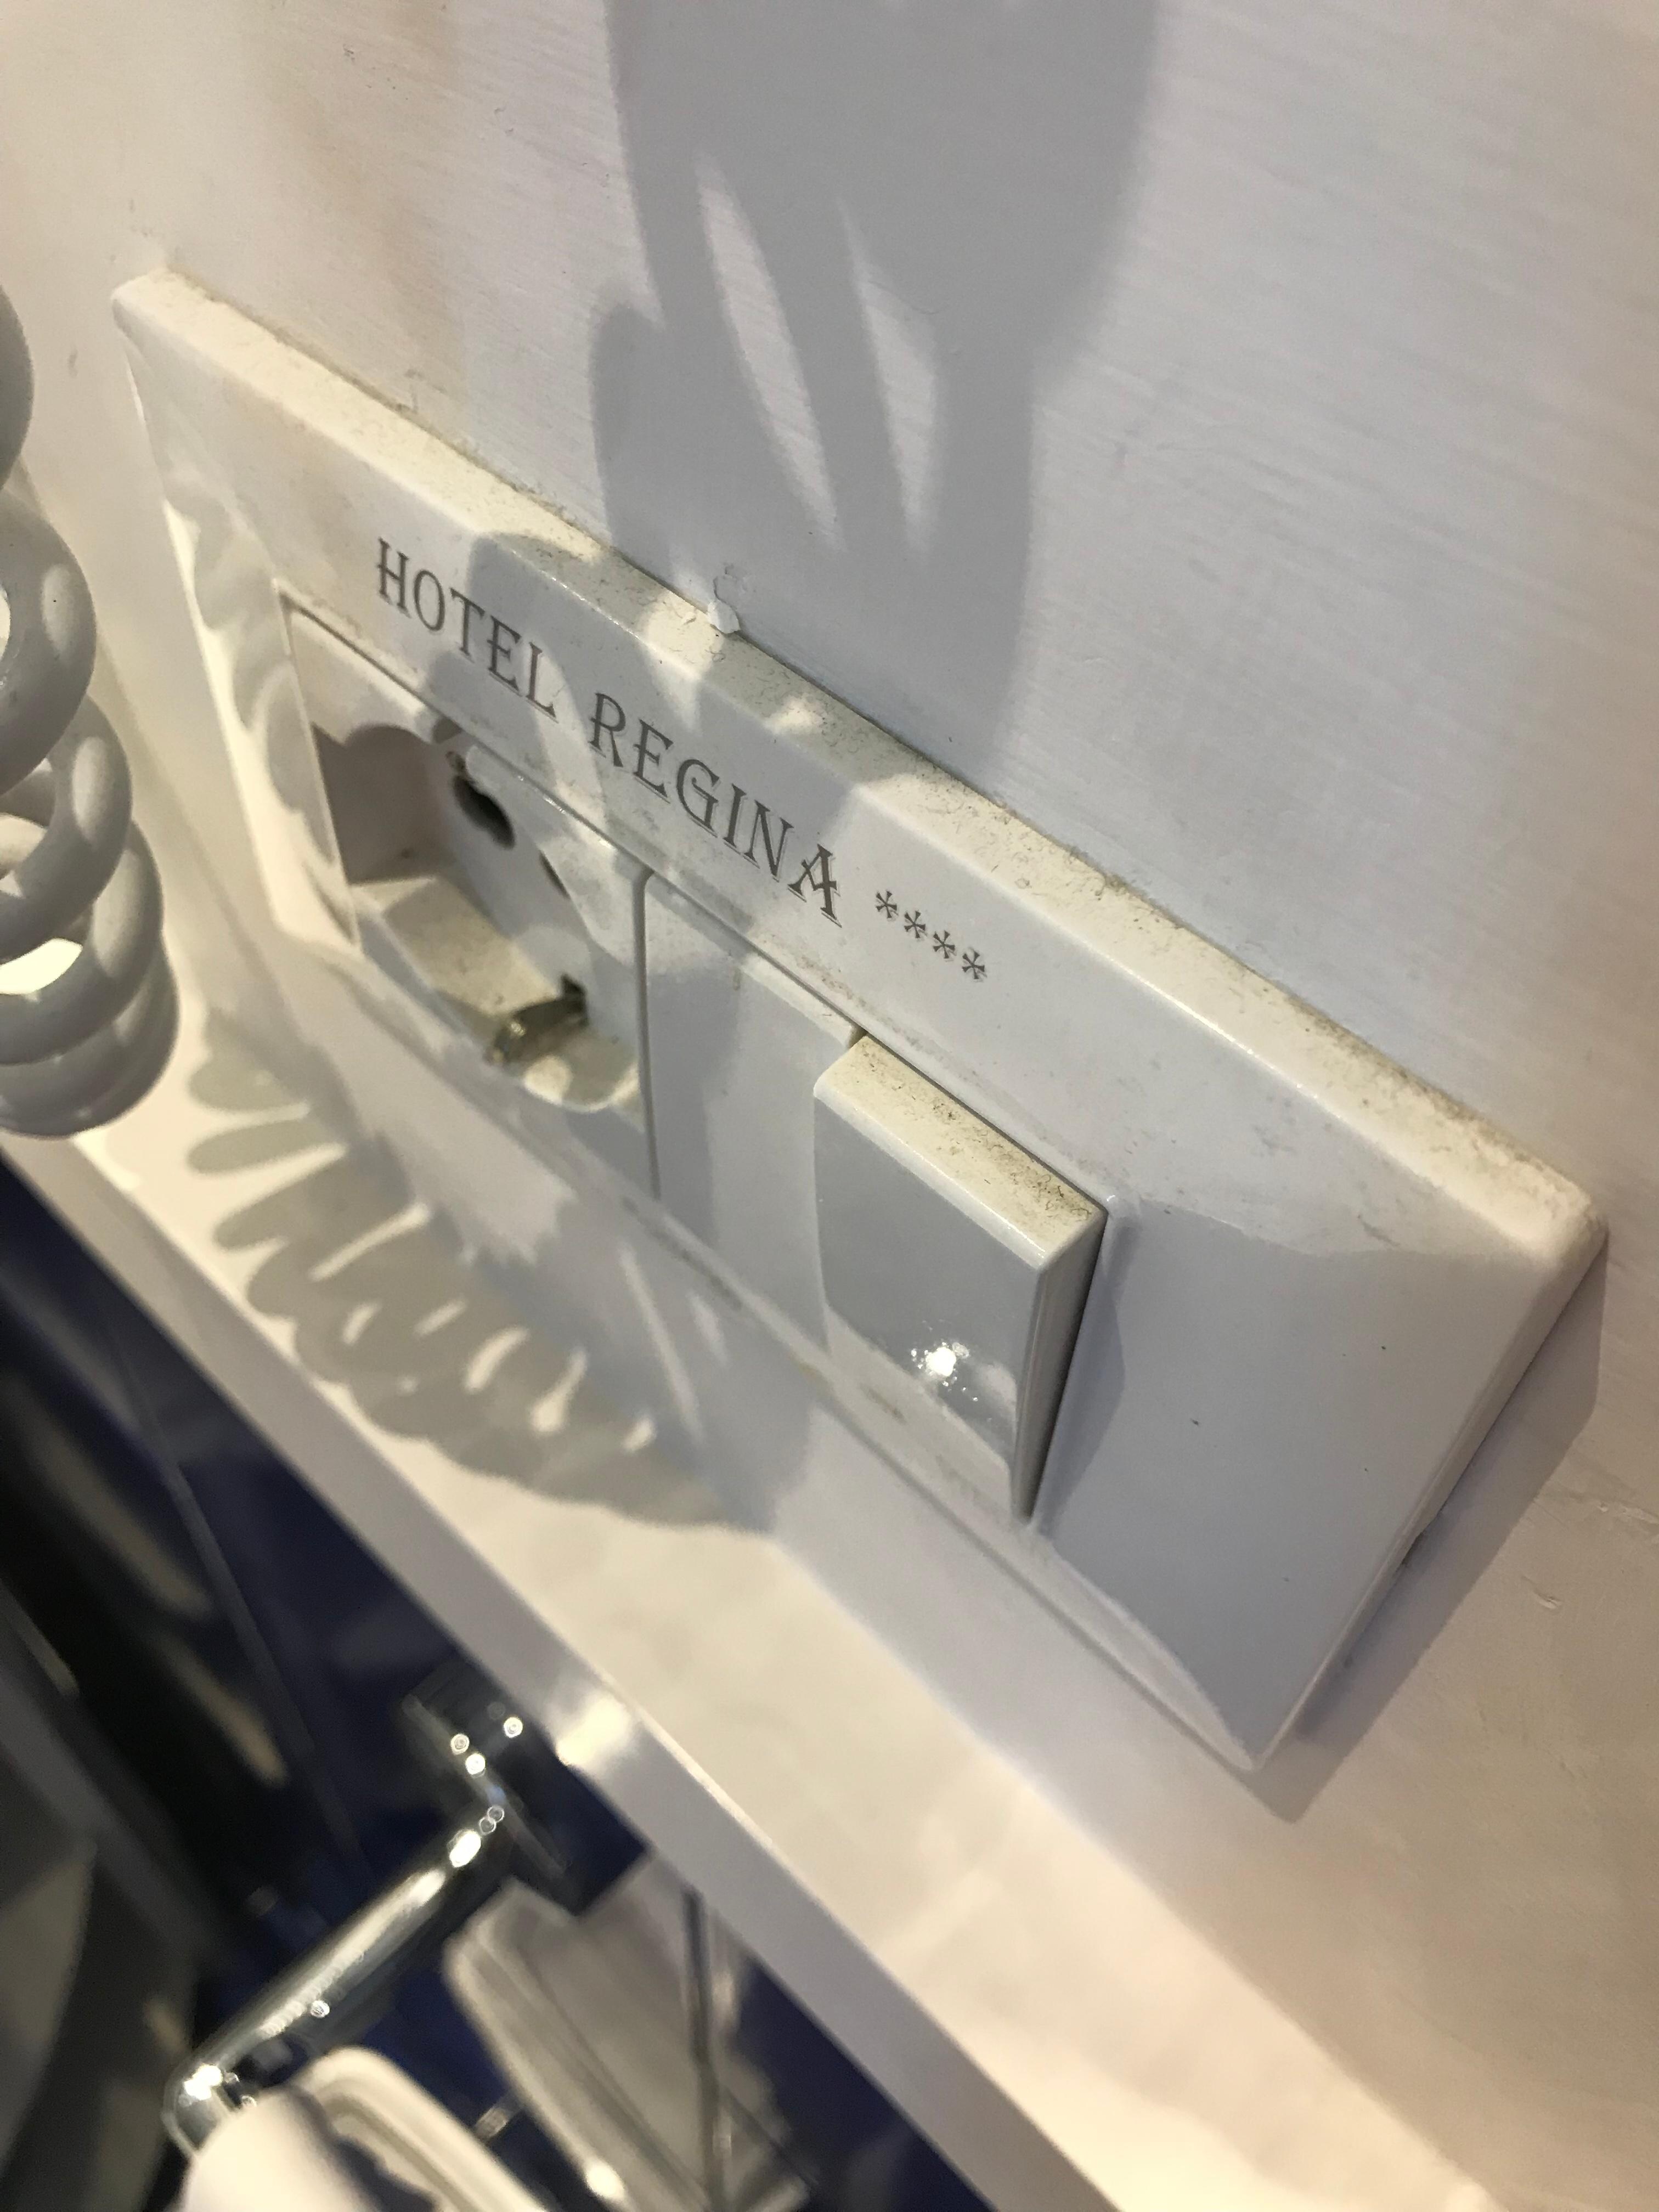 HOTEL REGINA ****